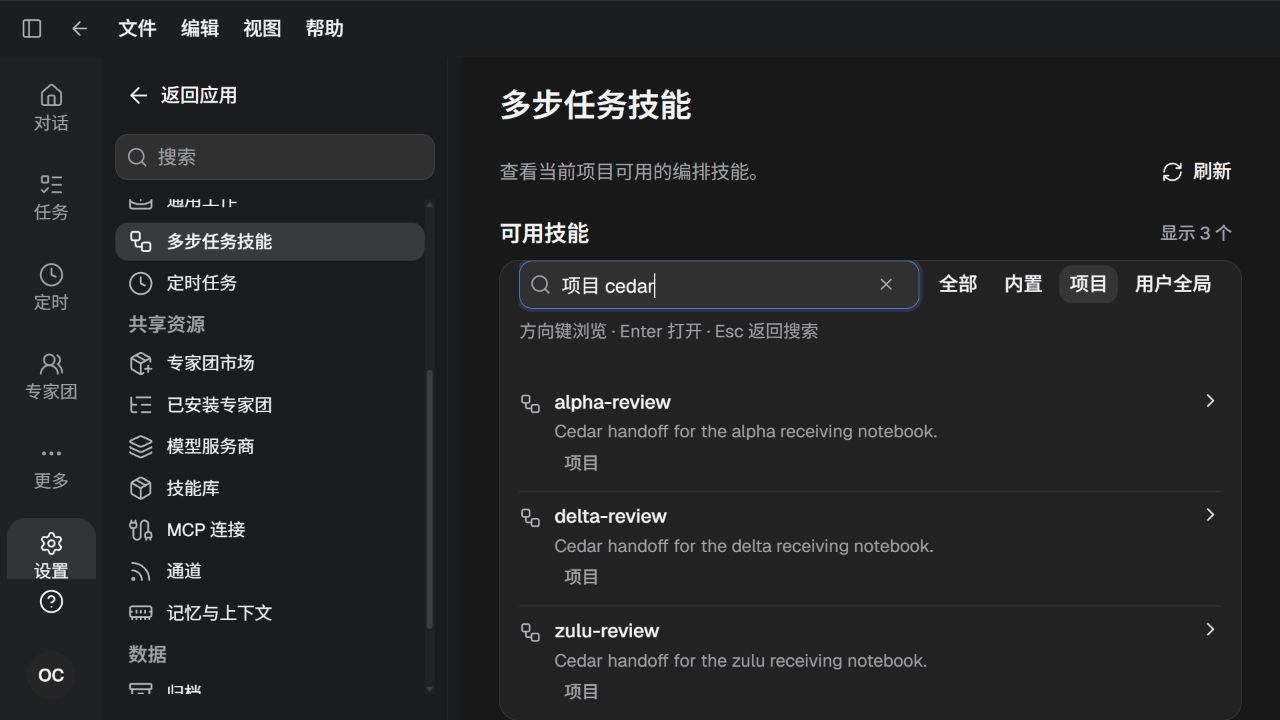 文件 编辑 视图 帮助
对话
任务
定时
专家团
更多
设置
OC
返回应用
搜索
通用工作
多步任务技能
定时任务
共享资源
专家团市场
已安装专家团
模型服务商
技能库
MCP 连接
通道
记忆与上下文
数据
归档
多步任务技能
查看当前项目可用的编排技能。
刷新
可用技能
显示 3 个
项目 cedar
全部 内置 项目 用户全局
方向键浏览 · Enter 打开 · Esc 返回搜索
alpha-review
Cedar handoff for the alpha receiving notebook.
项目
delta-review
Cedar handoff for the delta receiving notebook.
项目
zulu-review
Cedar handoff for the zulu receiving notebook.
项目